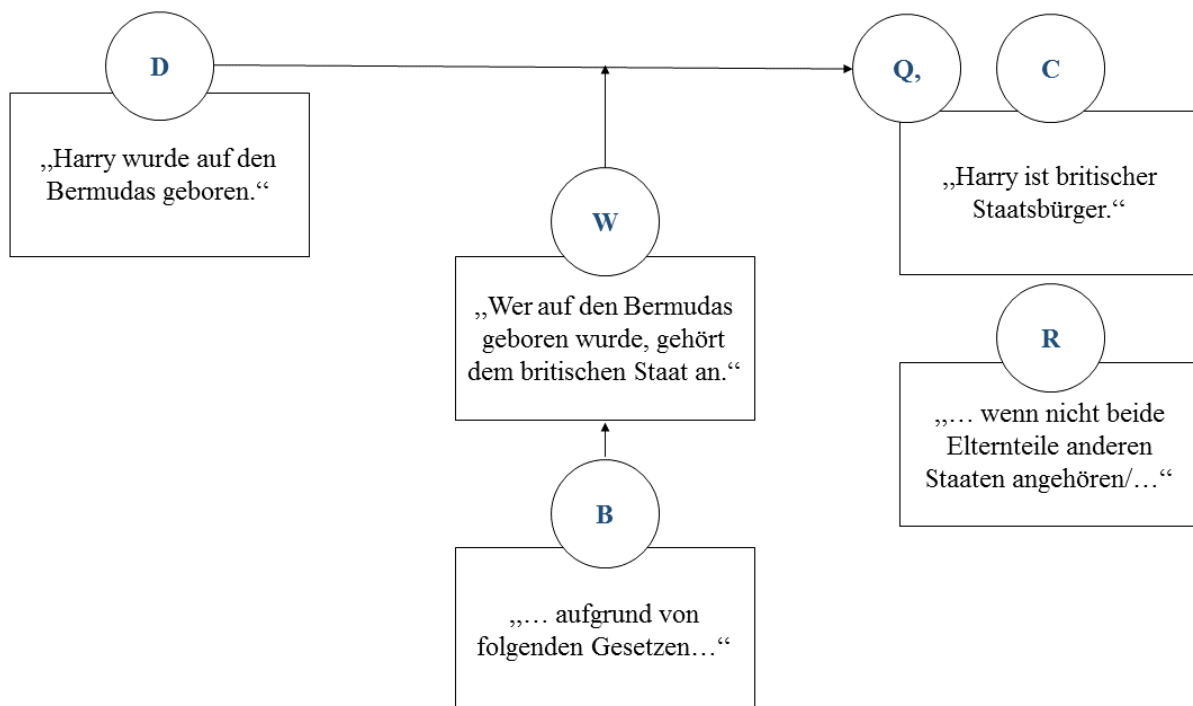 D
Q,
C
„Harry wurde auf den
Bermudas geboren.“
„Harry ist britischer
Staatsbürger.“
W
„Wer auf den Bermudas
geboren wurde, gehört
dem britischen Staat an.“
R
„… wenn nicht beide
Elternteile anderen
Staaten angehören/…“
B
„… aufgrund von
folgenden Gesetzen…“